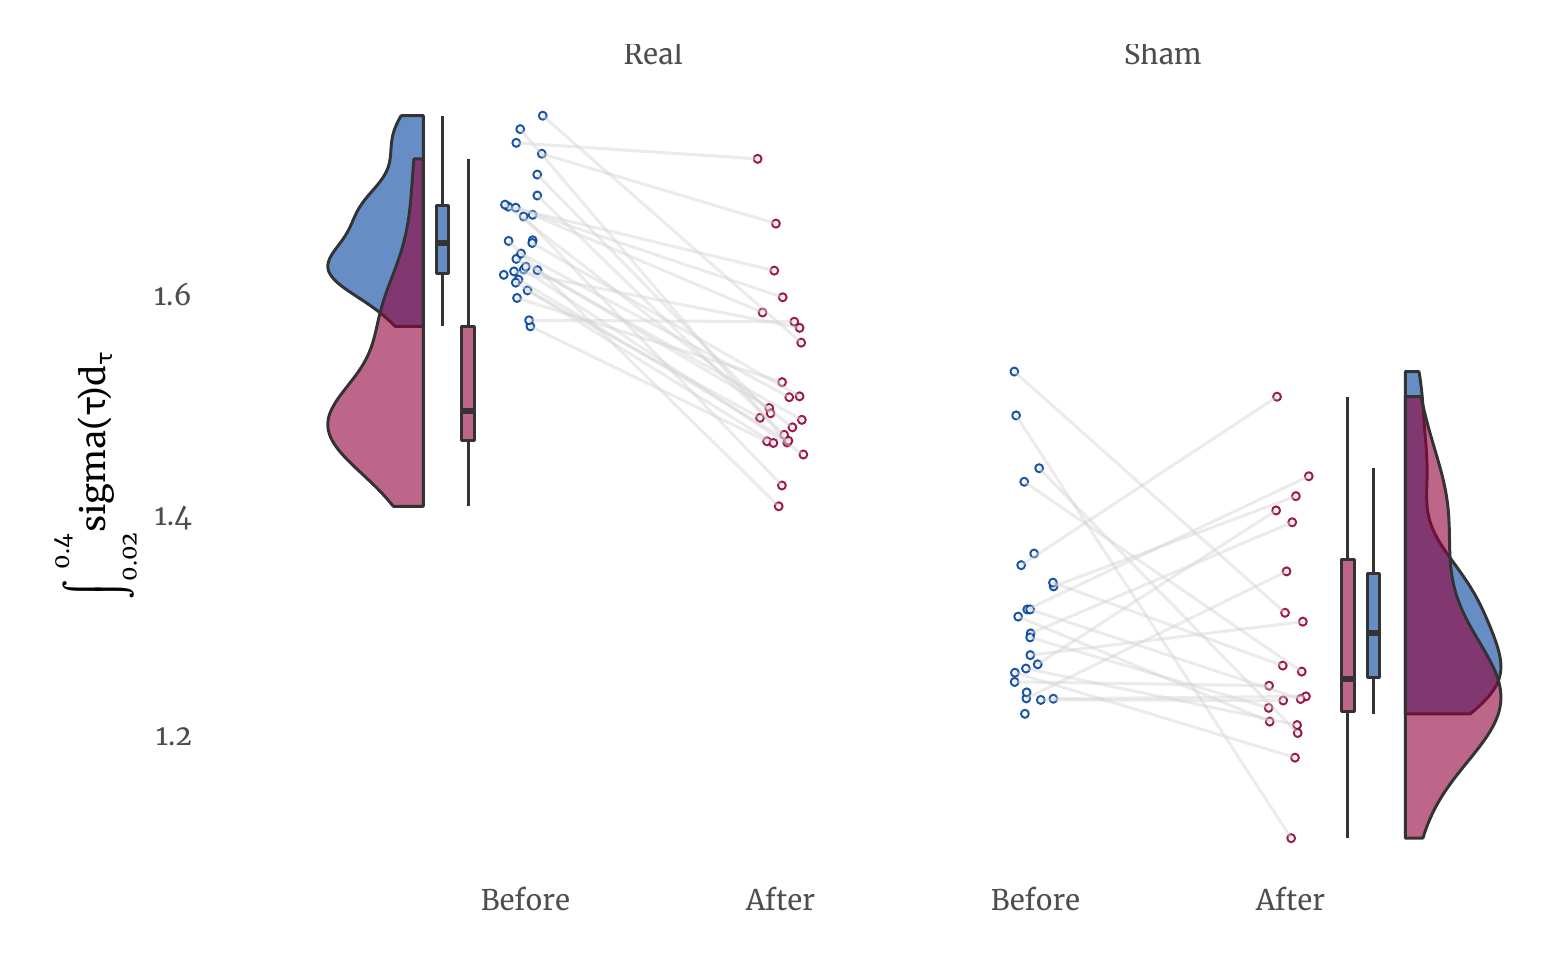 Real
Sham
1.6
1.4
1.2
∫∫ 0.4 0.02 sigma(τ)dτ
Before
After
Before
After